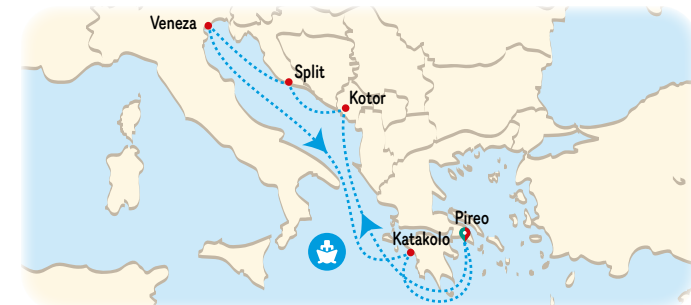 Veneza
Split
Kotor
Pireo
Katakolo